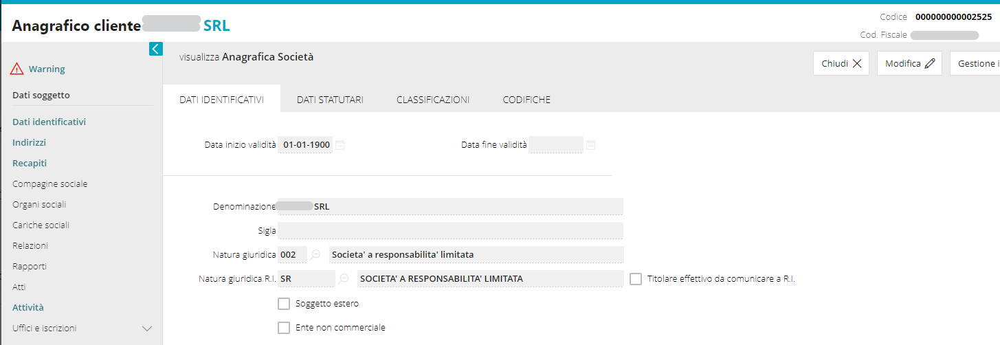 Anagrafico cliente SRL
Codice 000000000002525
Cod. Fiscale
visualizza Anagrafica Società
Chiudi
Modifica
Gestione i
Warning
Dati soggetto
Dati identificativi
Indirizzi
Recapiti
Compagine sociale
Organi sociali
Cariche sociali
Relazioni
Rapporti
Atti
Attività
Uffici e iscrizioni
DATI IDENTIFICATIVI DATI STATUTARI CLASSIFICAZIONI CODIFICHE
Data inizio validità 01-01-1900 Data fine validità
Denominazione SRL
Sigla
Natura giuridica 002 Societa' a responsabilita' limitata
Natura giuridica R.I. SR SOCIETA' A RESPONSABILITA' LIMITATA Titolare effettivo da comunicare a R.I.
Soggetto estero
Ente non commerciale